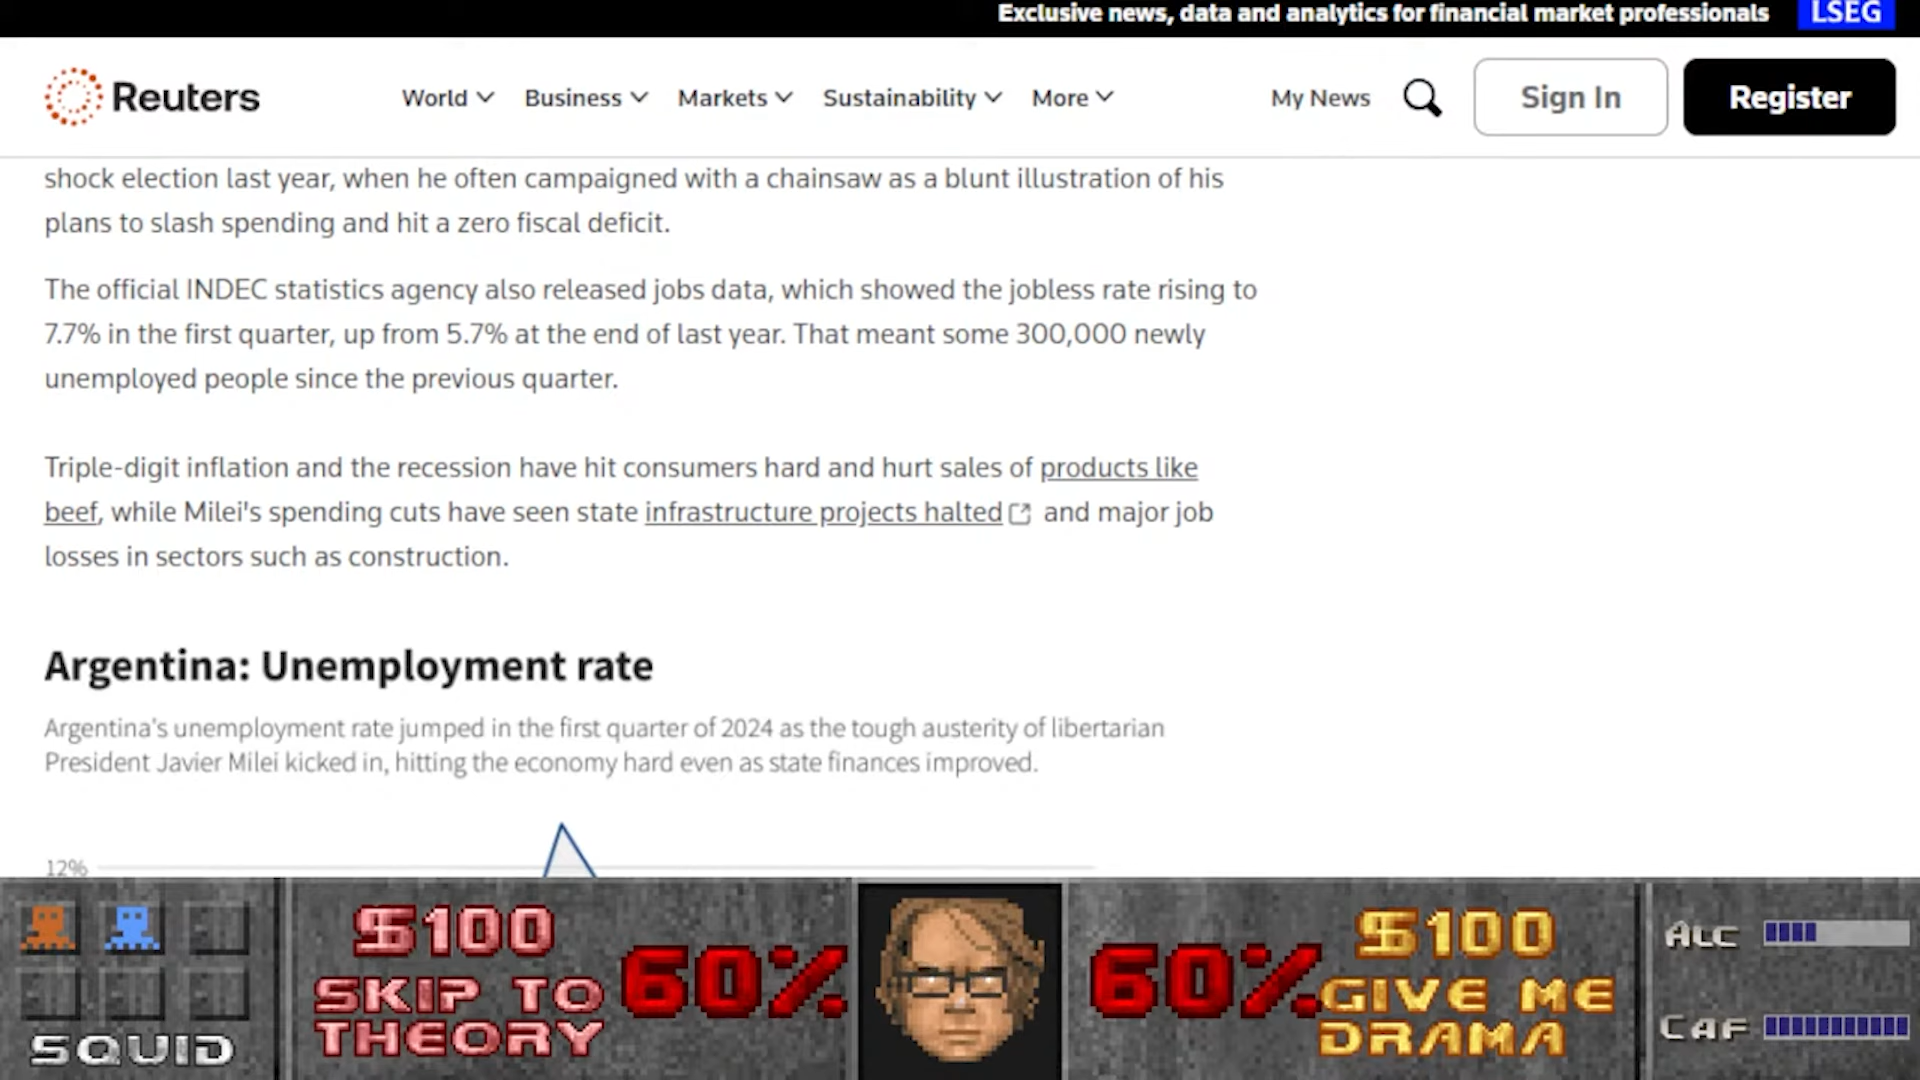 Exclusive news, data and analytics for financial market professionals LSEG
Reuters World Business Markets Sustainability More My News Sign In Register
shock election last year, when he often campaigned with a chainsaw as a blunt illustration of his
plans to slash spending and hit a zero fiscal deficit.
The official INDEC statistics agency also released jobs data, which showed the jobless rate rising to
7.7% in the first quarter, up from 5.7% at the end of last year. That meant some 300,000 newly
unemployed people since the previous quarter.
Triple-digit inflation and the recession have hit consumers hard and hurt sales of products like
beef, while Milei's spending cuts have seen state infrastructure projects halted and major job
losses in sectors such as construction.
Argentina: Unemployment rate
Argentina's unemployment rate jumped in the first quarter of 2024 as the tough austerity of libertarian
President Javier Milei kicked in, hitting the economy hard even as state finances improved.
12%
SQUID
$100
SKIP TO
THEORY
60%
60%
$100
GIVE ME
DRAMA
ALC
CAF